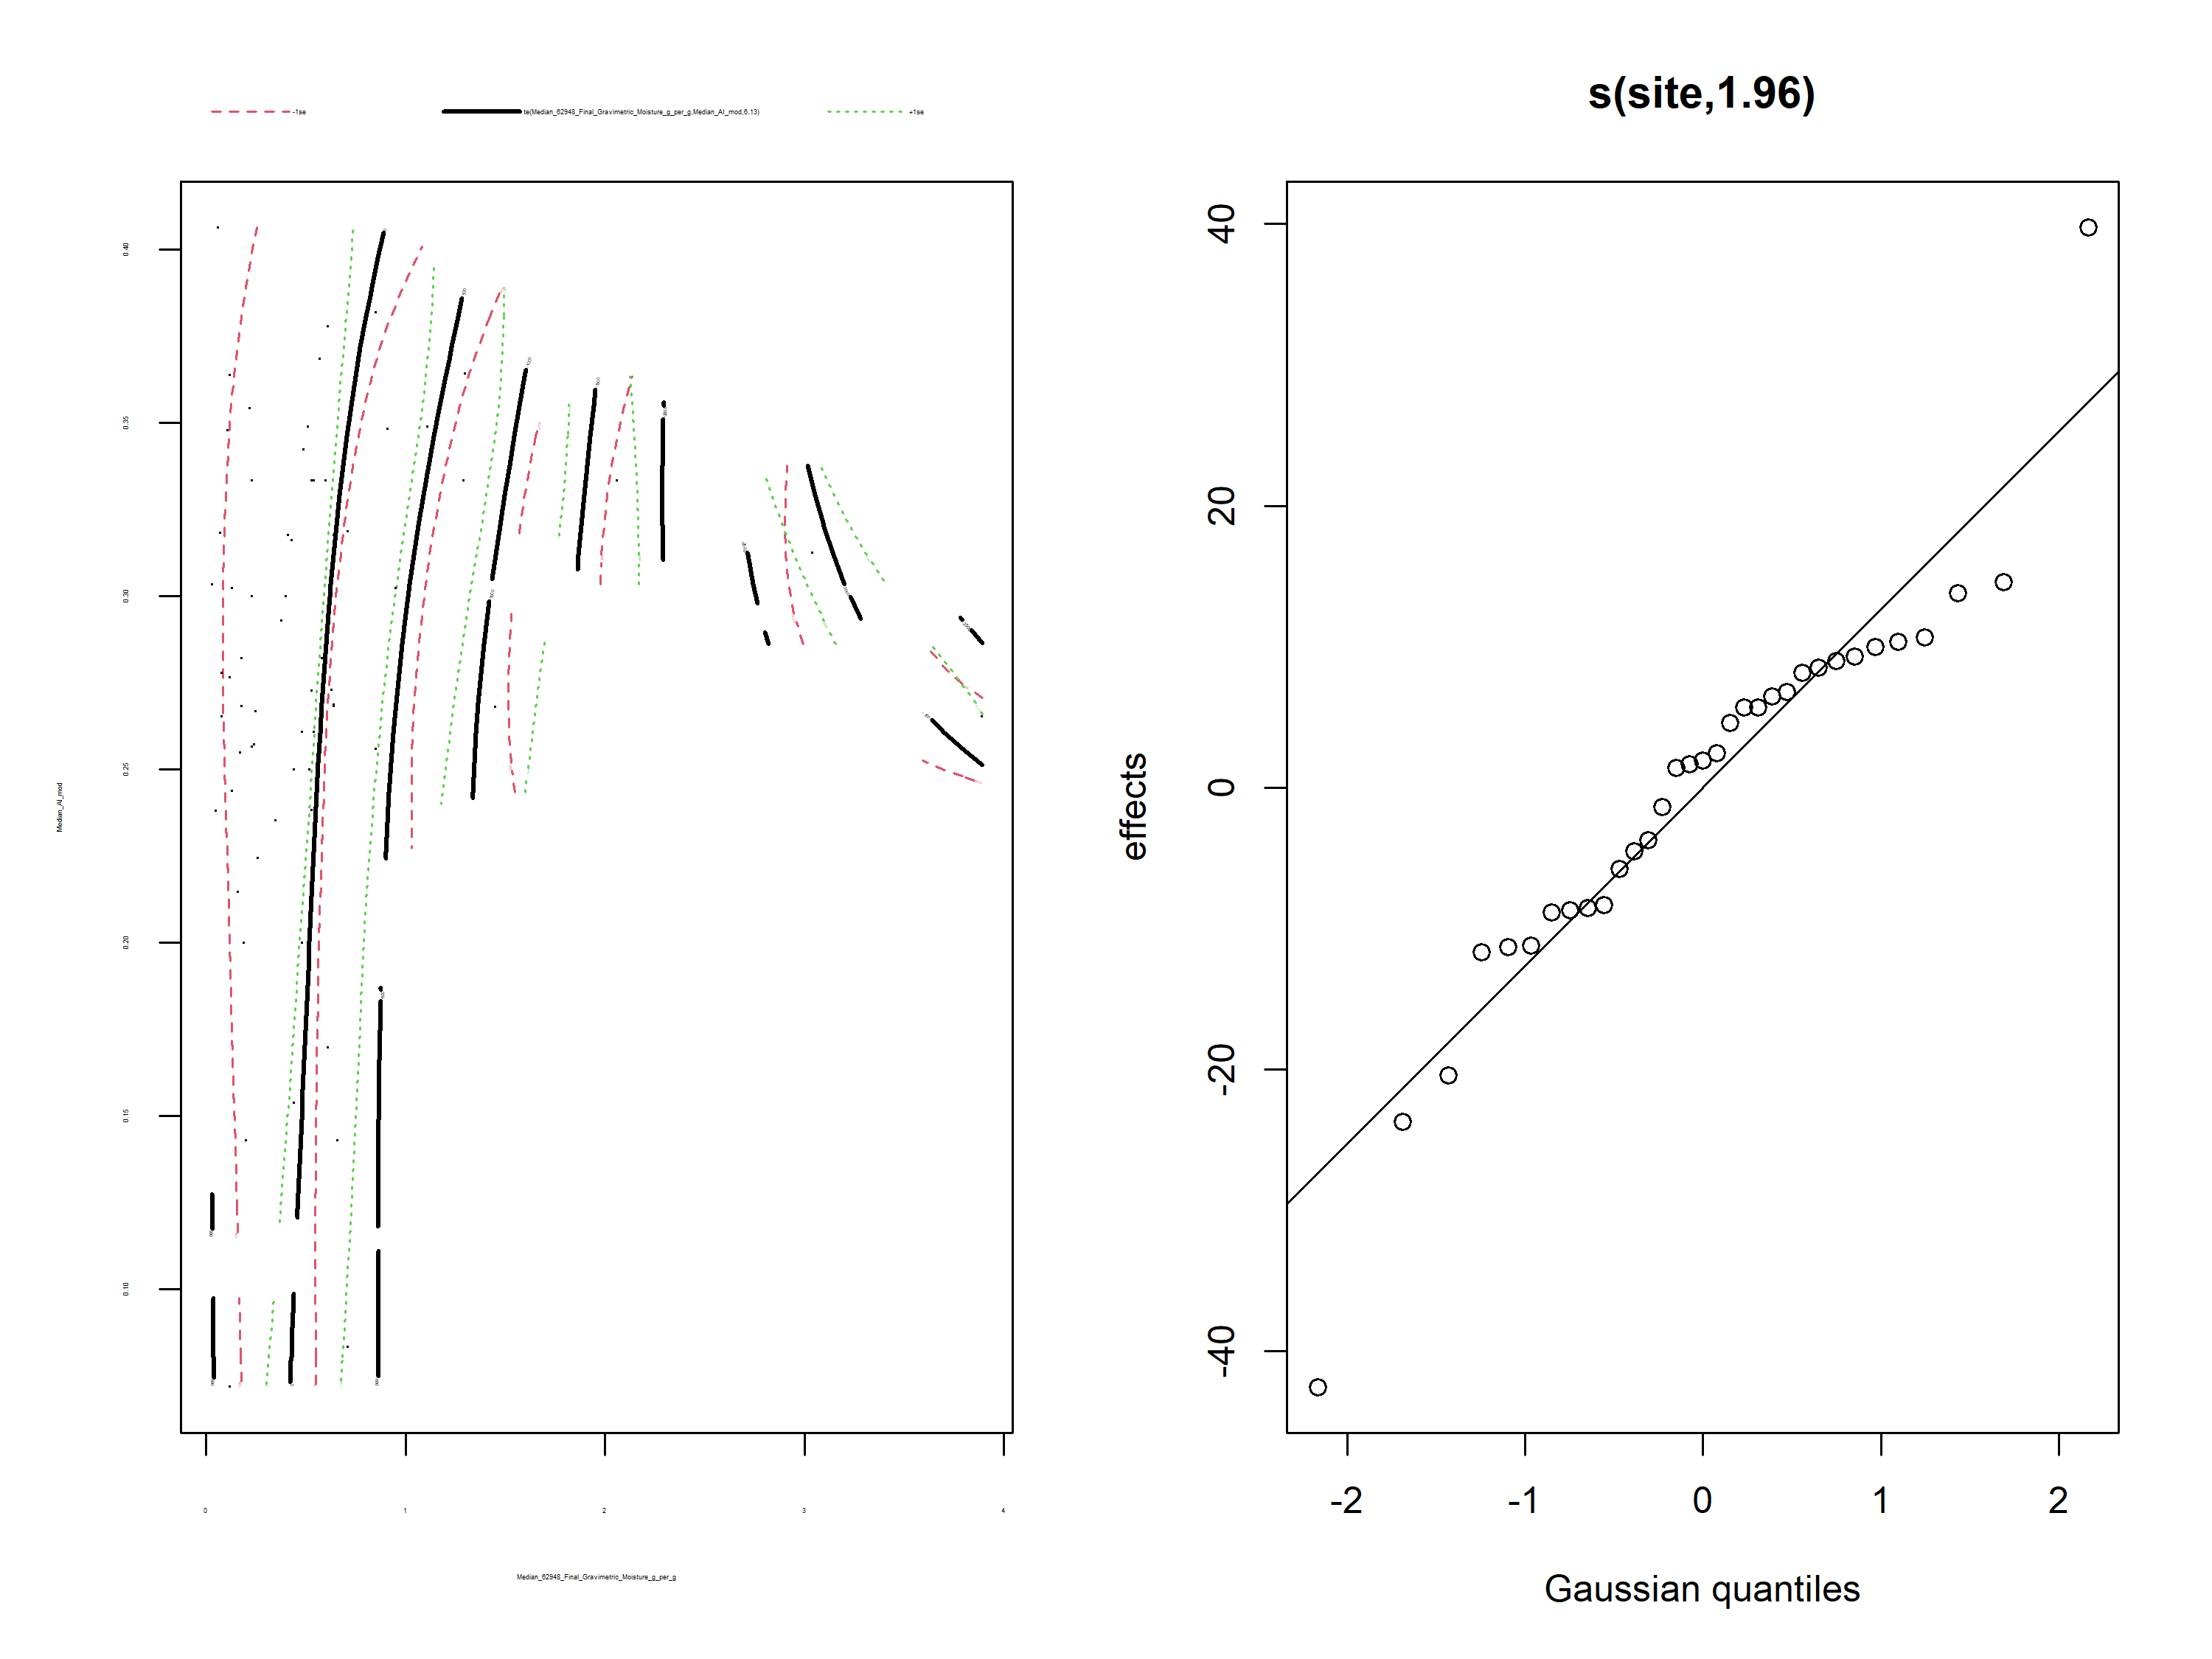 -1se te(Median_62948_Final_Gravimetric_Moisture_g_per_g,Median_AI_mod,6.13) +1se
Median_AI_mod
0.40
0.35
0.30
0.25
0.20
0.15
0.10
0 1 2 3 4
Median_62948_Final_Gravimetric_Moisture_g_per_g
s(site,1.96)
effects
40
20
0
-20
-40
-2 -1 0 1 2
Gaussian quantiles